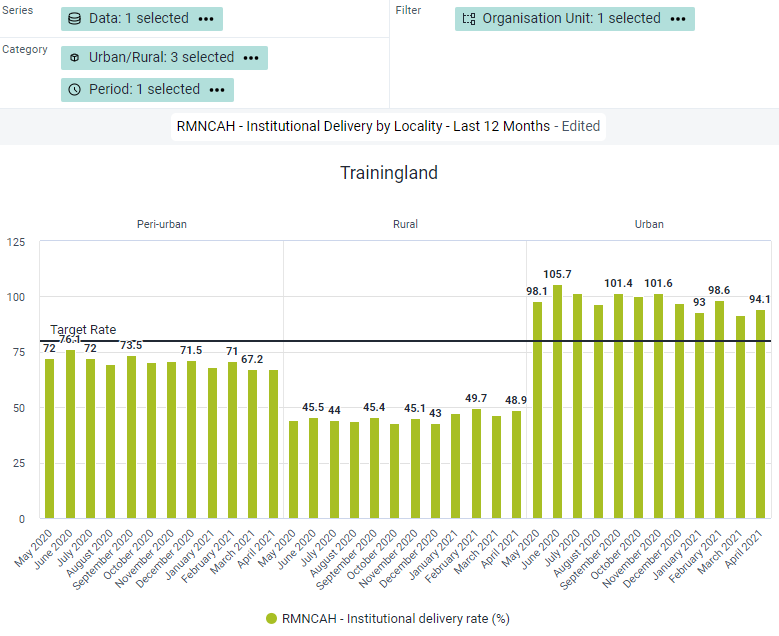 Series
Data: 1 selected •••
Filter
Organisation Unit: 1 selected •••
Category
Urban/Rural: 3 selected •••
Period: 1 selected •••
RMNCAH - Institutional Delivery by Locality - Last 12 Months - Edited
Trainingland
Peri-urban
Rural
Urban
125
100
75
50
25
0
Target Rate
72
76.1
72
73.5
71.5
71
67.2
45.5
44
45.4
45.1
43
49.7
48.9
98.1
105.7
101.4
101.6
93
98.6
94.1
May 2020
June 2020
July 2020
August 2020
September 2020
October 2020
November 2020
December 2020
January 2021
February 2021
March 2021
April 2021
May 2020
June 2020
July 2020
August 2020
September 2020
October 2020
November 2020
December 2020
January 2021
February 2021
March 2021
April 2021
May 2020
June 2020
July 2020
August 2020
September 2020
October 2020
November 2020
December 2020
January 2021
February 2021
March 2021
April 2021
RMNCAH - Institutional delivery rate (%)